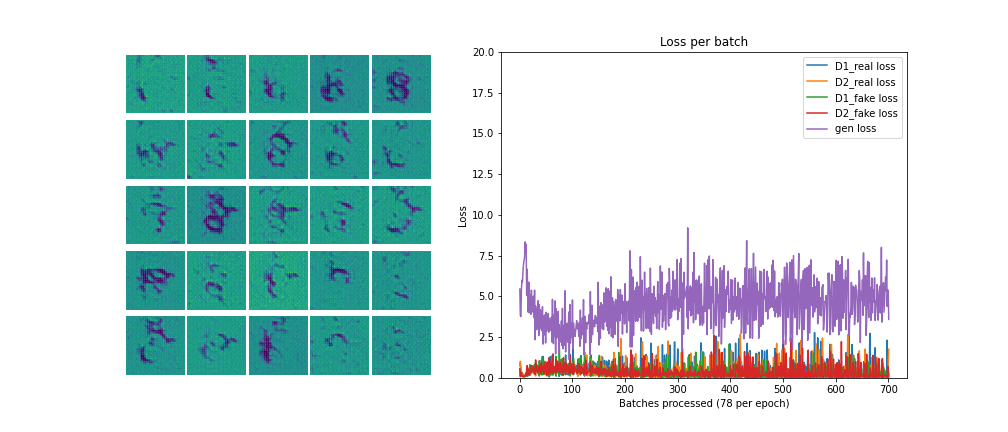 Loss per batch
20.0
17.5
15.0
12.5
10.0
7.5
5.0
2.5
0.0
Loss
D1_real loss
D2_real loss
D1_fake loss
D2_fake loss
gen loss
0 100 200 300 400 500 600 700
Batches processed (78 per epoch)